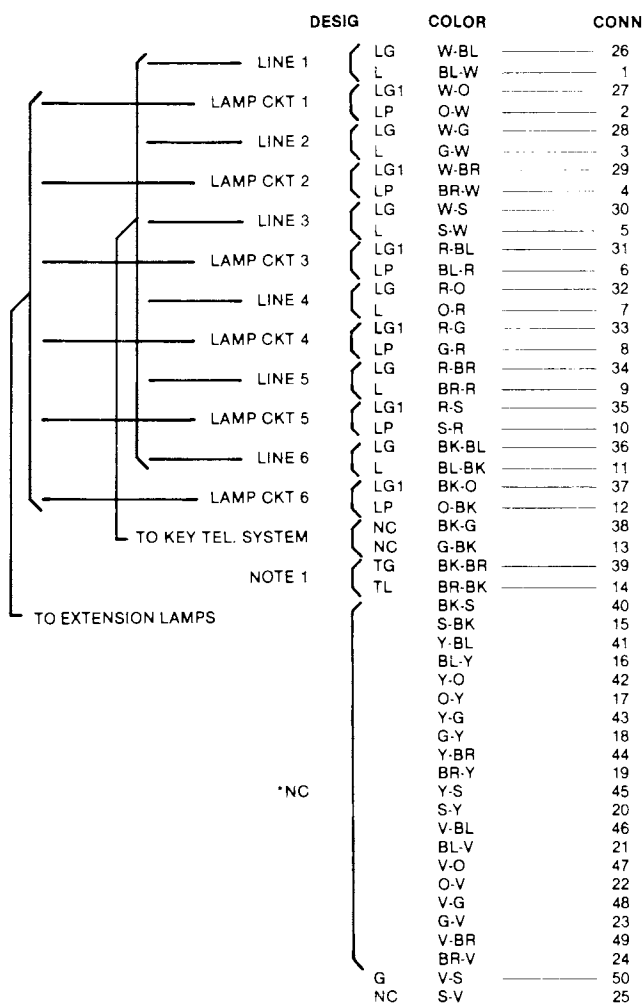 DESIG COLOR CONN
LG W-BL 26
LINE 1
L BL-W 1
LG1 W-O 27
LAMP CKT 1
LP O-W 2
LG W-G 28
LINE 2
L G-W 3
LG1 W-BR 29
LAMP CKT 2
LP BR-W 4
LG W-S 30
LINE 3
L S-W 5
LG1 R-BL 31
LAMP CKT 3
LP BL-R 6
LG R-O 32
LINE 4
L O-R 7
LG1 R-G 33
LAMP CKT 4
LP G-R 8
LG R-BR 34
LINE 5
L BR-R 9
LG1 R-S 35
LAMP CKT 5
LP S-R 10
LG BK-BL 36
LINE 6
L BL-BK 11
LG1 BK-O 37
LAMP CKT 6
LP O-BK 12
NC BK-G 38
TO KEY TEL. SYSTEM
NC G-BK 13
TG BK-BR 39
NOTE 1
TL BR-BK 14
BK-S 40
TO EXTENSION LAMPS
S-BK 15
Y-BL 41
BL-Y 16
Y-O 42
O-Y 17
Y-G 43
G-Y 18
Y-BR 44
BR-Y 19
*NC Y-S 45
S-Y 20
V-BL 46
BL-V 21
V-O 47
O-V 22
V-G 48
G-V 23
V-BR 49
BR-V 24
G V-S 50
NC S-V 25